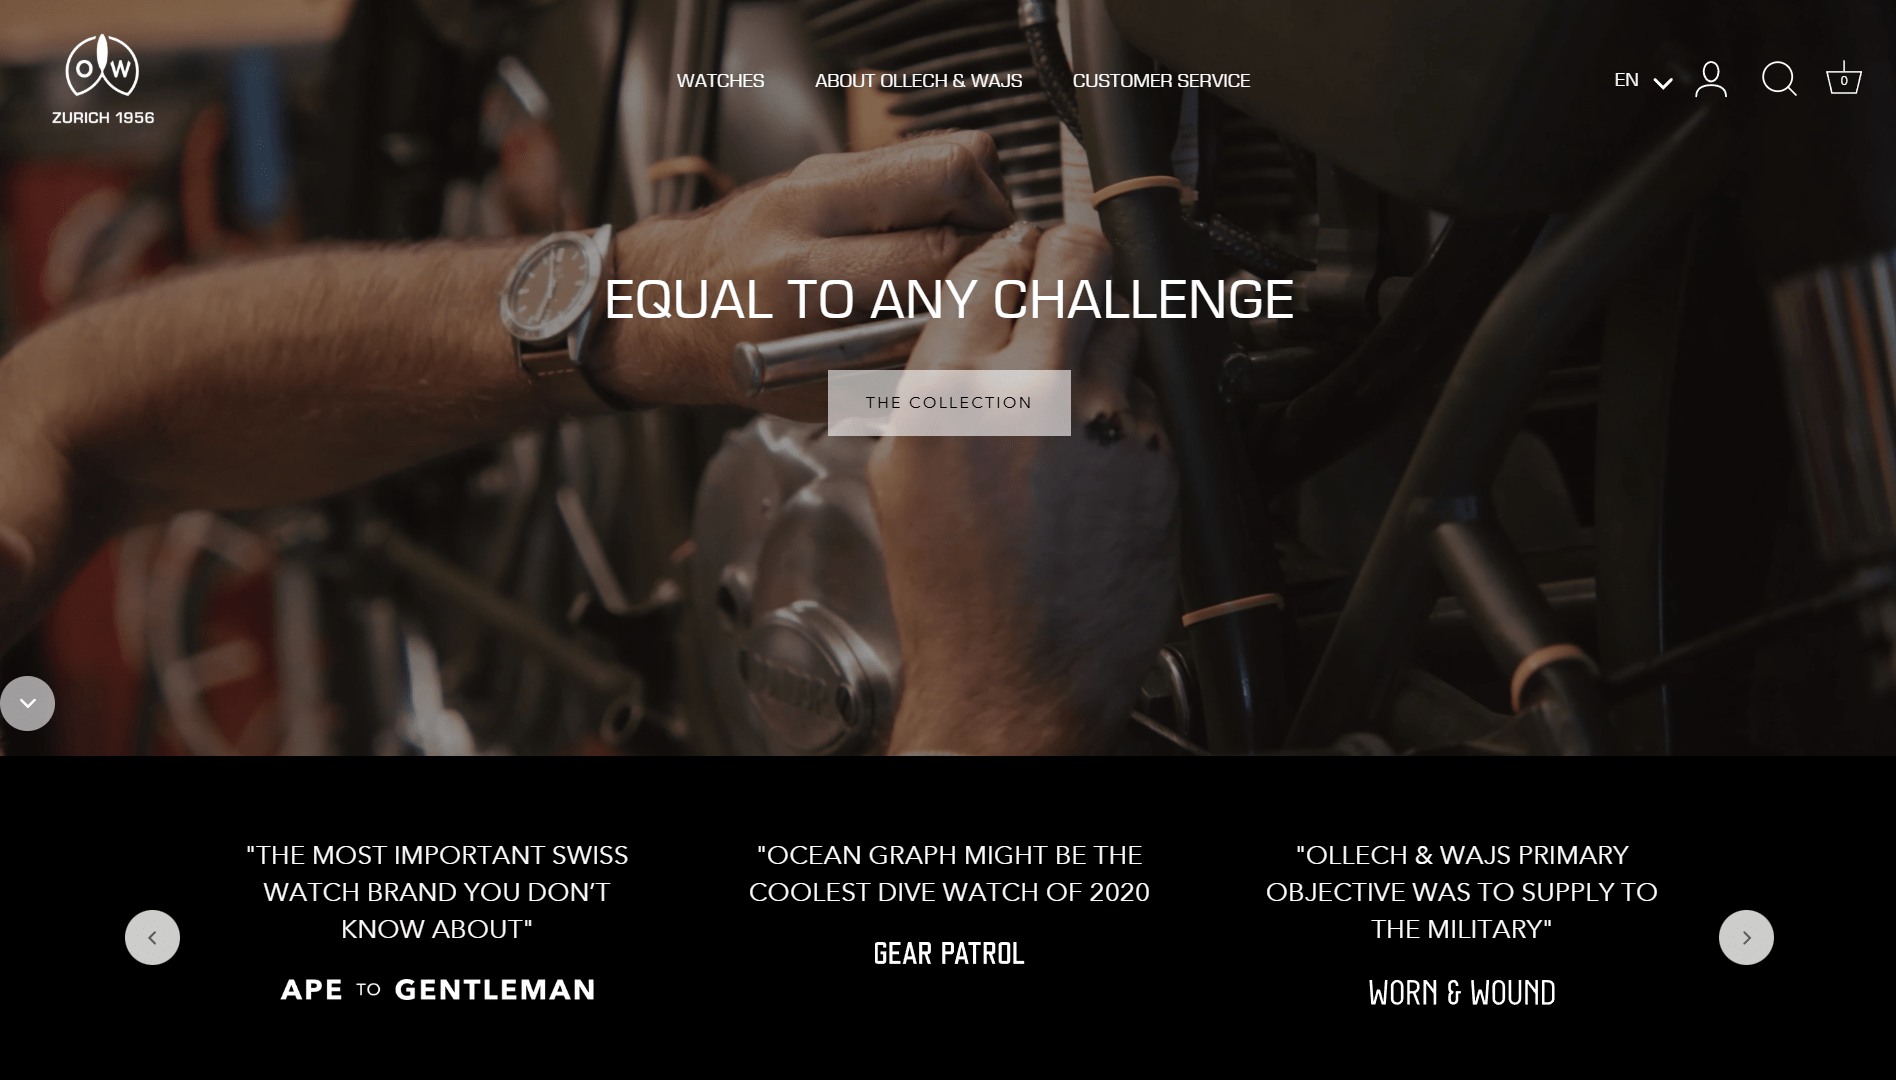 OW
ZURICH 1956
WATCHES
ABOUT OLLECH & WAJS
CUSTOMER SERVICE
EN
0
EQUAL TO ANY CHALLENGE
THE COLLECTION
"THE MOST IMPORTANT SWISS
WATCH BRAND YOU DON’T
KNOW ABOUT"
APE TO GENTLEMAN
"OCEAN GRAPH MIGHT BE THE
COOLEST DIVE WATCH OF 2020
GEAR PATROL
"OLLECH & WAJS PRIMARY
OBJECTIVE WAS TO SUPPLY TO
THE MILITARY"
WORN & WOUND